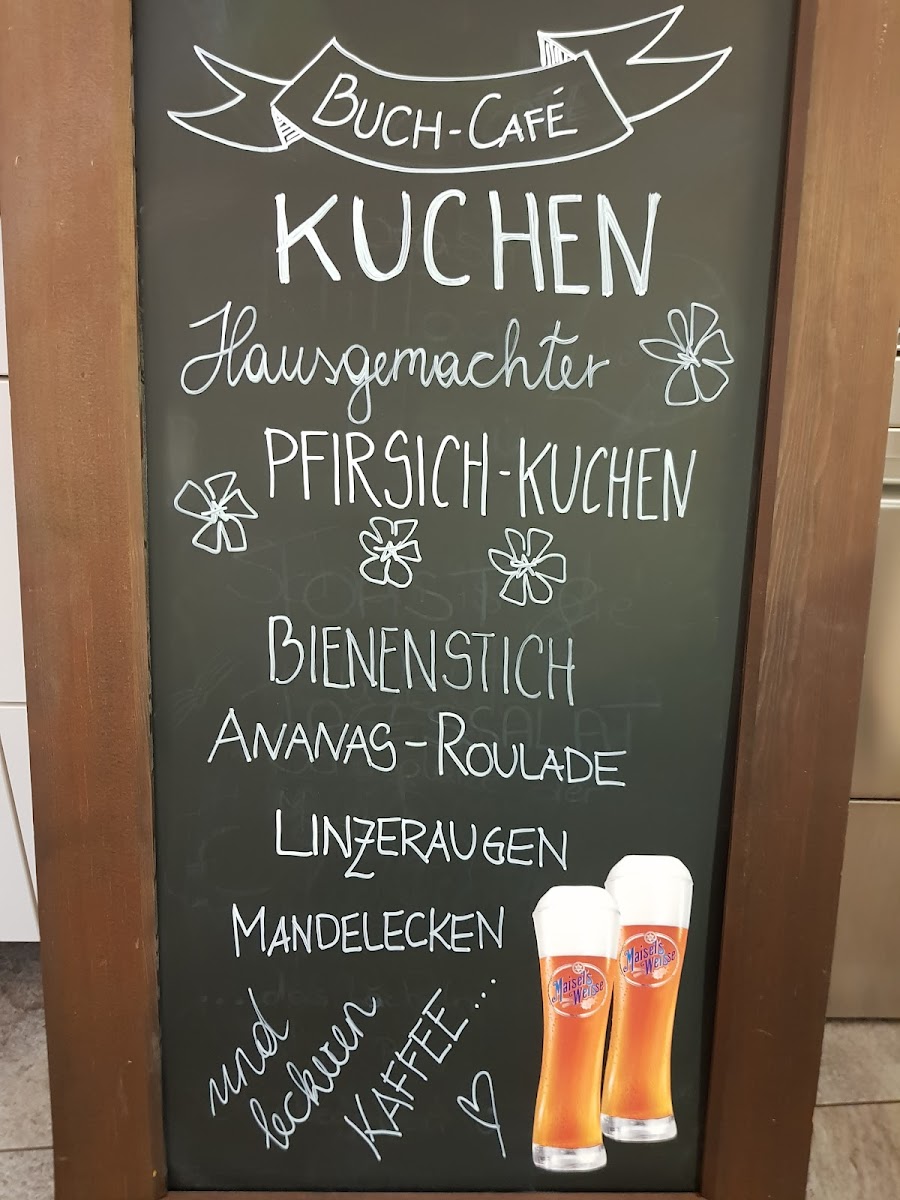 BUCH-CAFÉ
KUCHEN
Hausgemachter
PFIRSICH-KUCHEN
BIENENSTICH
ANANAS-ROULADE
LINZERAUGEN
MANDELECKEN
und
leckeren
KAFFEE...
Maisel's
Weisse
Maisel's
Weisse